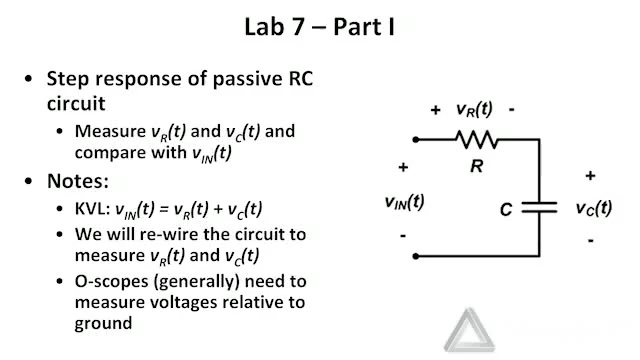 Lab 7 – Part I
• Step response of passive RC
circuit
• Measure vR(t) and vC(t) and
compare with vIN(t)
• Notes:
• KVL: vIN(t) = vR(t) + vC(t)
• We will re-wire the circuit to
measure vR(t) and vC(t)
• O-scopes (generally) need to
measure voltages relative to
ground
+ vR(t) -
R
+
vIN(t)
-
C
+
vC(t)
-